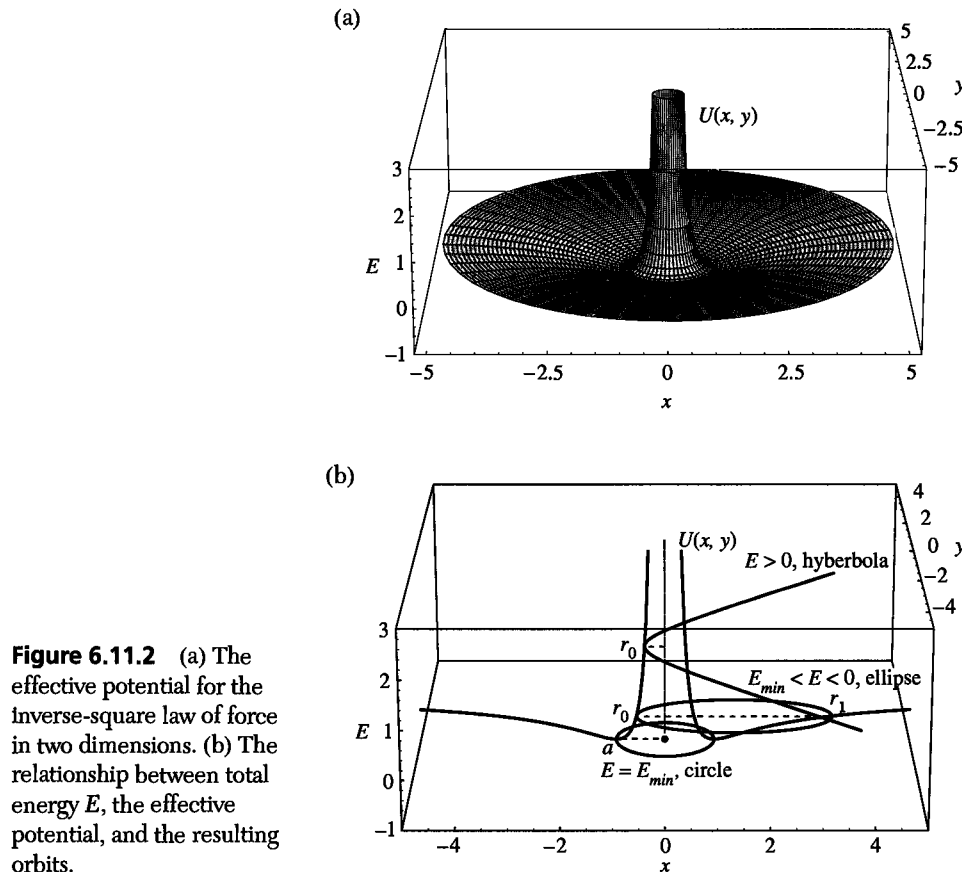 (a)
5
2.5
0
y
−2.5
−5
U(x, y)
3
2
1
E
0
−1
−5
−2.5
0
2.5
5
x
(b)
4
2
0
y
−2
−4
U(x, y)
E > 0, hyberbola
3
r0
2
Emin < E < 0, ellipse
r0
r1
E
1
a
E = Emin, circle
0
−1
−4
−2
0
2
4
x
Figure 6.11.2 (a) The
effective potential for the
inverse-square law of force
in two dimensions. (b) The
relationship between total
energy E, the effective
potential, and the resulting
orbits.